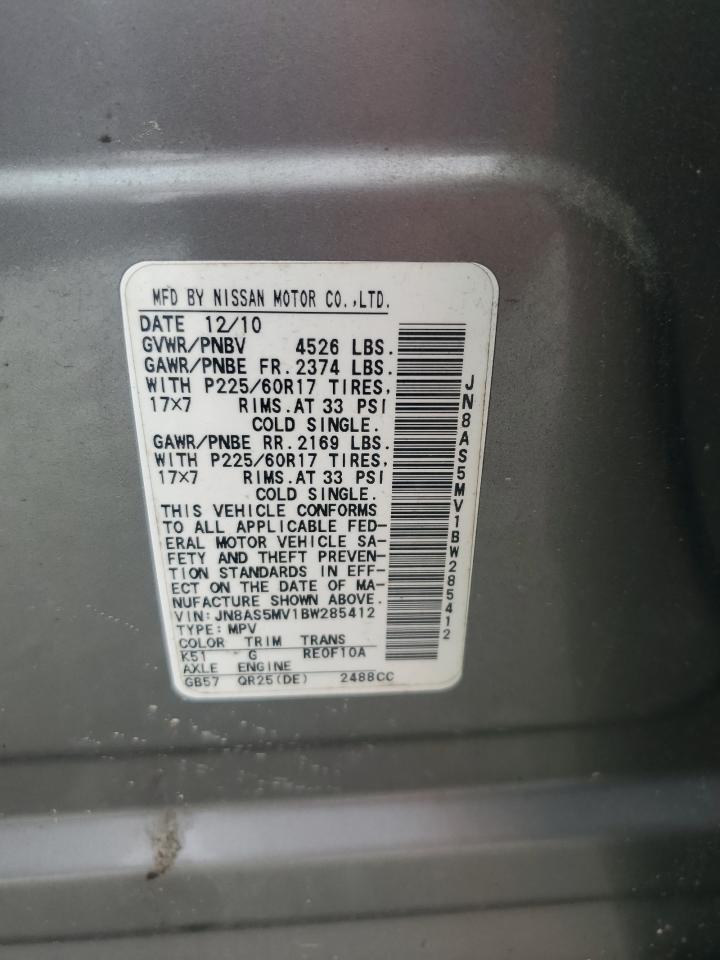 MFD BY NISSAN MOTOR CO.,LTD.
DATE 12/10
GVWR/PNBV 4526 LBS.
GAWR/PNBE FR.2374 LBS.
WITH P225/60R17 TIRES,
17×7 RIMS.AT 33 PSI
COLD SINGLE.
GAWR/PNBE RR.2169 LBS.
WITH P225/60R17 TIRES,
17×7 RIMS.AT 33 PSI
COLD SINGLE.
THIS VEHICLE CONFORMS
TO ALL APPLICABLE FED-
ERAL MOTOR VEHICLE SA-
FETY AND THEFT PREVEN-
TION STANDARDS IN EFF-
ECT ON THE DATE OF MA-
NUFACTURE SHOWN ABOVE.
VIN:JN8AS5MV1BW285412
TYPE:MPV
COLOR TRIM TRANS
K51 G RE0F10A
AXLE ENGINE
GB57 QR25(DE) 2488CC
JN8AS5MV1BW285412